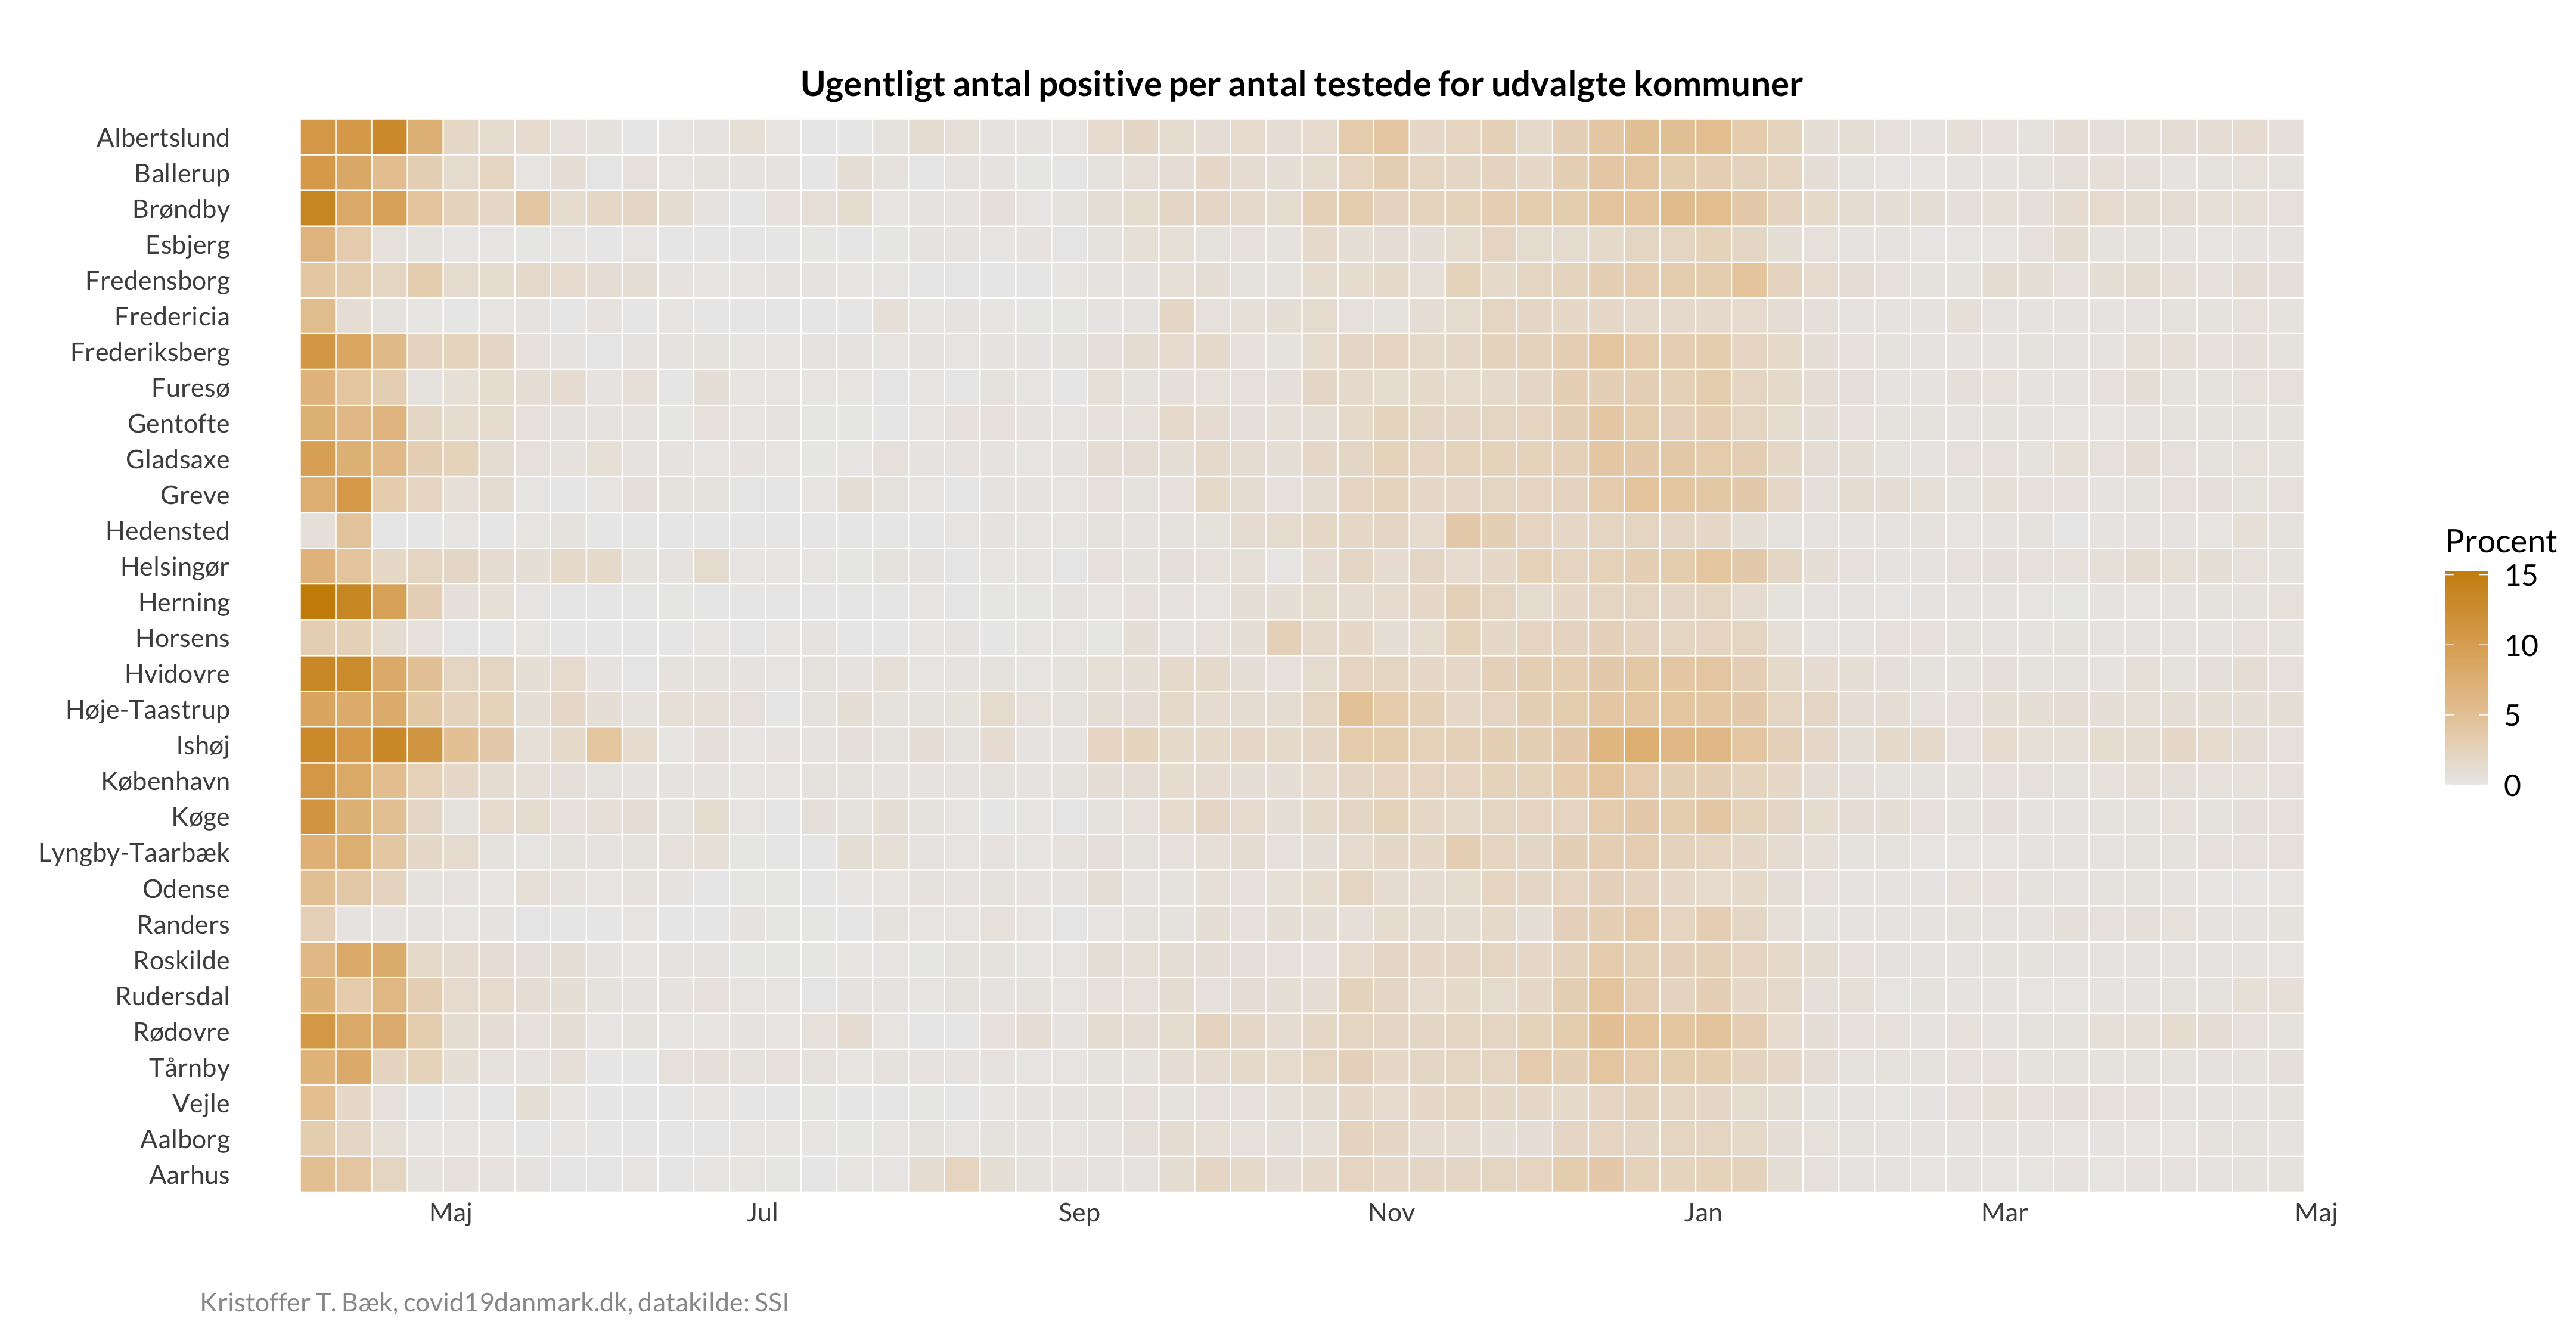 Ugentligt antal positive per antal testede for udvalgte kommuner
Albertslund
Ballerup
Brøndby
Esbjerg
Fredensborg
Fredericia
Frederiksberg
Furesø
Gentofte
Gladsaxe
Greve
Hedensted
Helsingør
Herning
Horsens
Hvidovre
Høje-Taastrup
Ishøj
København
Køge
Lyngby-Taarbæk
Odense
Randers
Roskilde
Rudersdal
Rødovre
Tårnby
Vejle
Aalborg
Aarhus
Maj Jul Sep Nov Jan Mar Maj
Procent
15
10
5
0
Kristoffer T. Bæk, covid19danmark.dk, datakilde: SSI